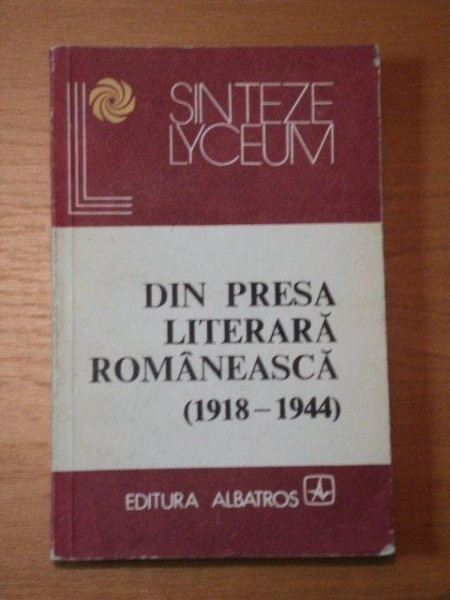 SINTEZE
LYCEUM
DIN PRESA
LITERARĂ
ROMÂNEASCĂ
(1918 – 1944)
EDITURA ALBATROS